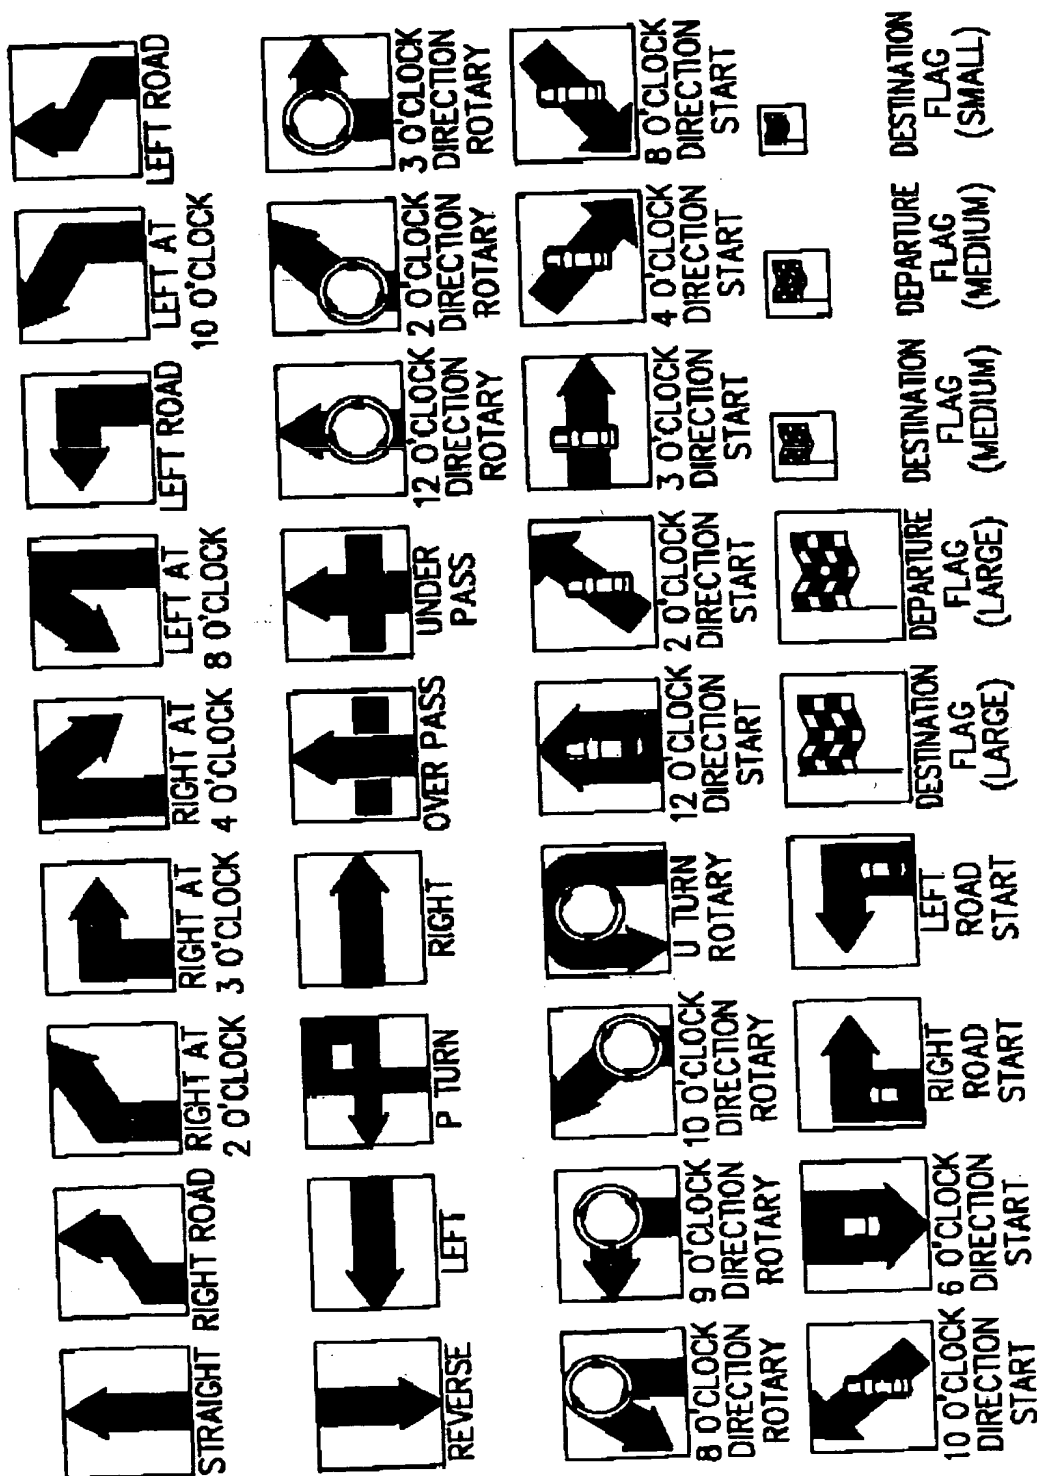 STRAIGHT
RIGHT ROAD
RIGHT AT
2 O'CLOCK
RIGHT AT
3 O'CLOCK
RIGHT AT
4 O'CLOCK
LEFT AT
8 O'CLOCK
LEFT ROAD
LEFT AT
10 O'CLOCK
LEFT ROAD
REVERSE
LEFT
P TURN
RIGHT
OVER PASS
UNDER
PASS
12 O'CLOCK
DIRECTION
ROTARY
2 O'CLOCK
DIRECTION
ROTARY
3 O'CLOCK
DIRECTION
ROTARY
8 O'CLOCK
DIRECTION
ROTARY
9 O'CLOCK
DIRECTION
ROTARY
10 O'CLOCK
DIRECTION
ROTARY
U TURN
ROTARY
12 O'CLOCK
DIRECTION
START
2 O'CLOCK
DIRECTION
START
3 O'CLOCK
DIRECTION
START
4 O'CLOCK
DIRECTION
START
8 O'CLOCK
DIRECTION
START
10 O'CLOCK
DIRECTION
START
6 O'CLOCK
DIRECTION
START
RIGHT
ROAD
START
LEFT
ROAD
START
DESTINATION
FLAG
(LARGE)
DEPARTURE
FLAG
(LARGE)
DESTINATION
FLAG
(MEDIUM)
DEPARTURE
FLAG
(MEDIUM)
DESTINATION
FLAG
(SMALL)